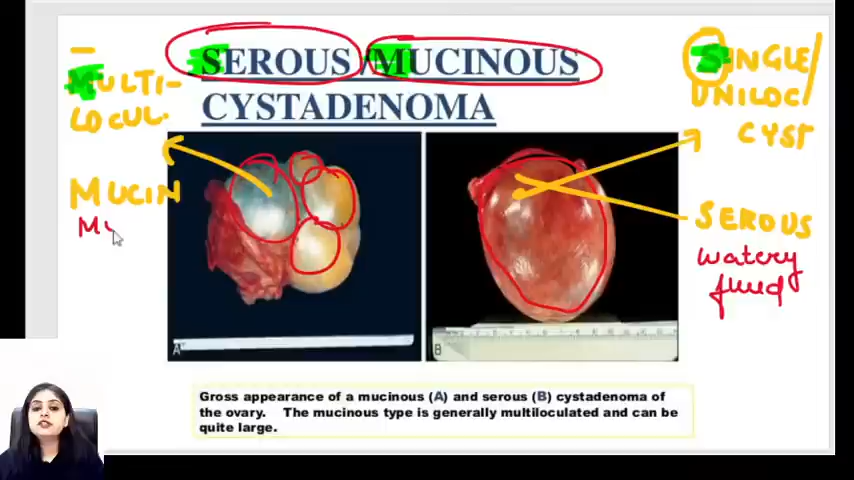 SEROUS /MUCINOUS
CYSTADENOMA
MULTI-
LOCUL.
MUCIN
SINGLE/
UNILOC/
CYST
SEROUS
watery
fluid
A
B
Gross appearance of a mucinous (A) and serous (B) cystadenoma of
the ovary. The mucinous type is generally multiloculated and can be
quite large.